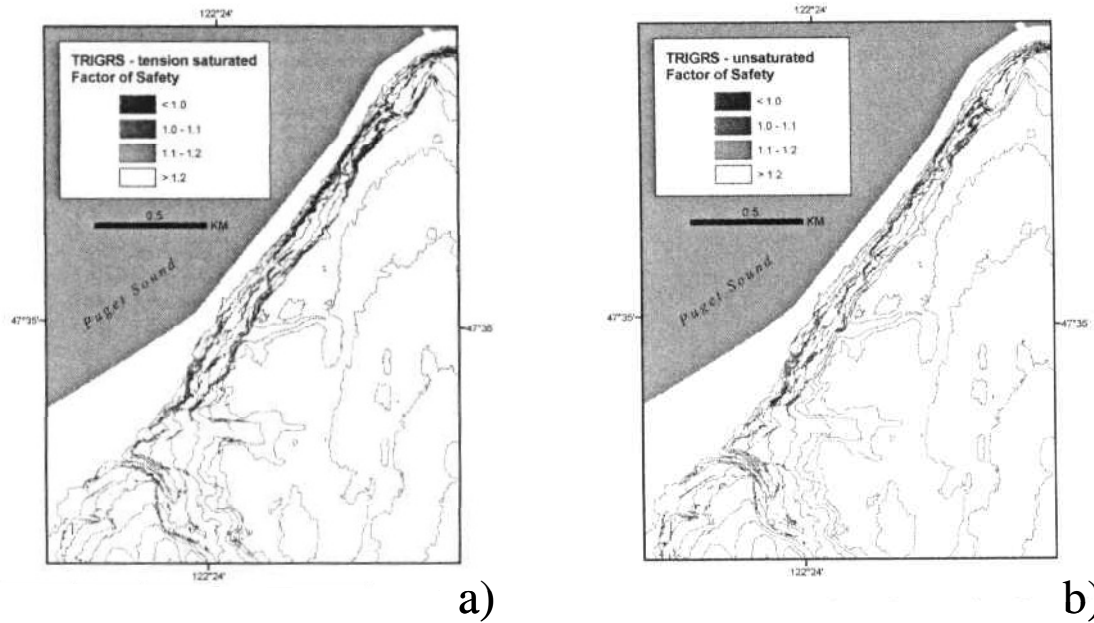 122°24'
TRIGRS - tension saturated
Factor of Safety
< 1.0
1.0 - 1.1
1.1 - 1.2
> 1.2
0.5
KM
Puget Sound
47°35'
47°35'
122°24'
a)
122°24'
TRIGRS - unsaturated
Factor of Safety
< 1.0
1.0 - 1.1
1.1 - 1.2
> 1.2
0.5
KM
Puget Sound
47°35'
47°35'
122°24'
b)